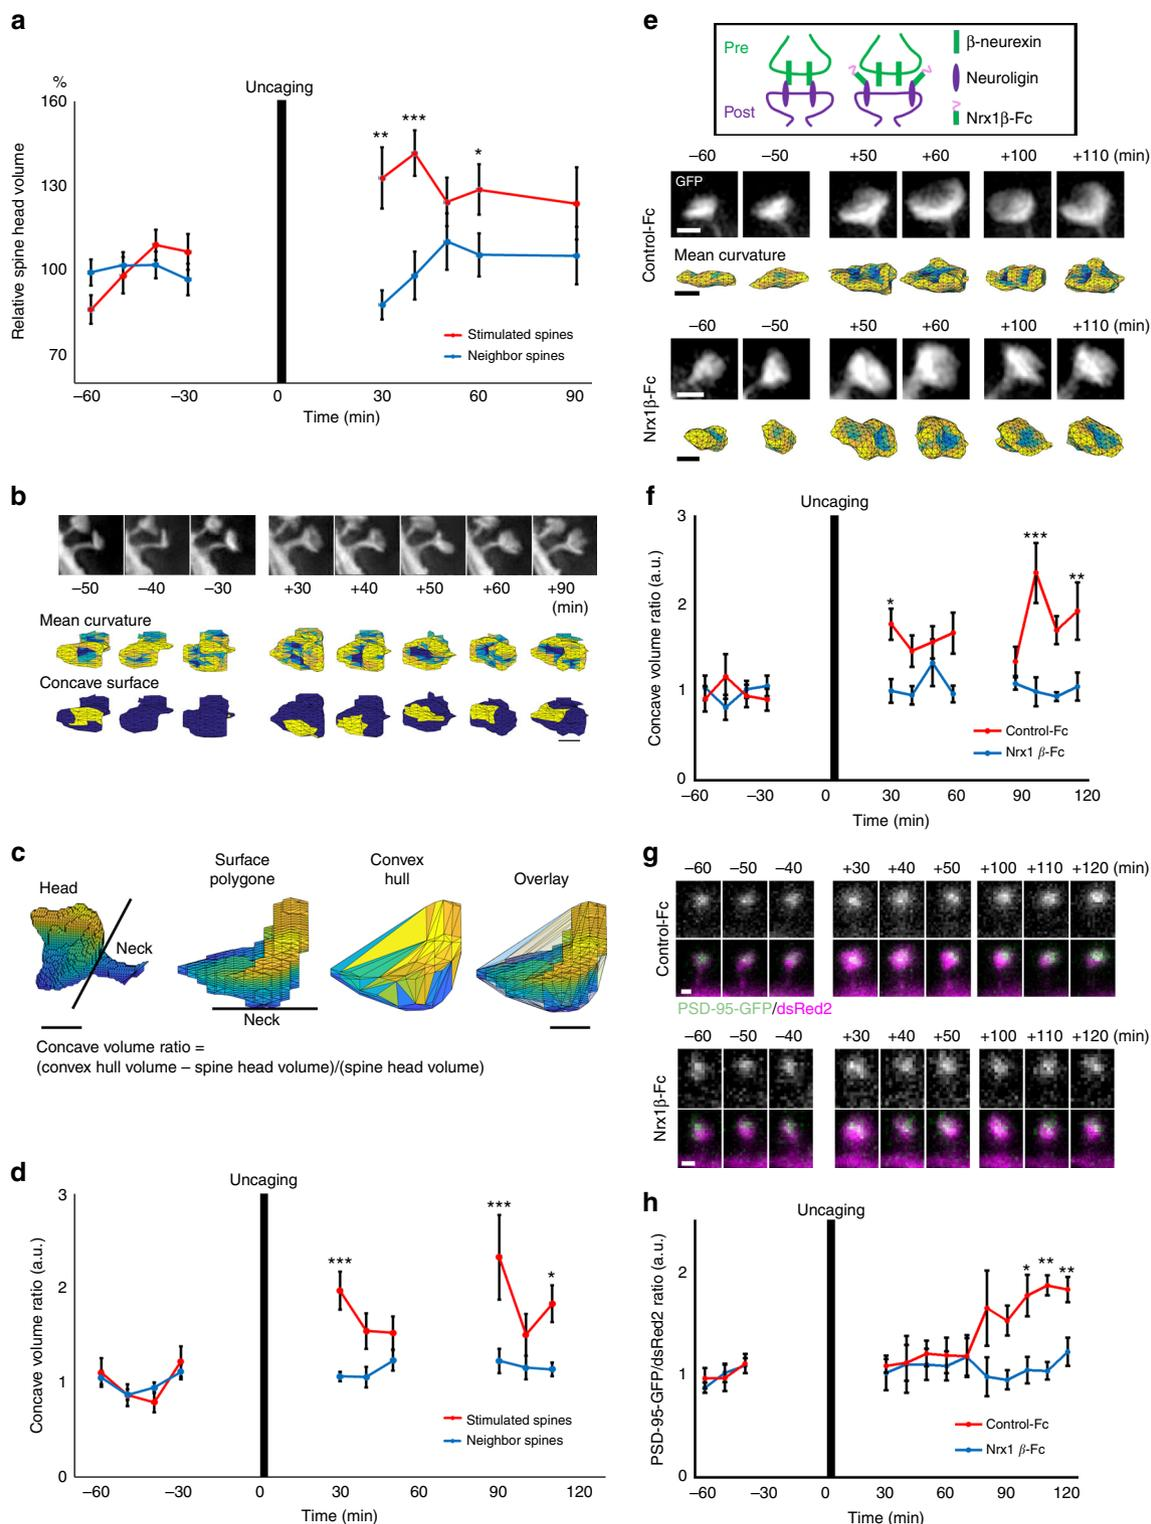 a
%
Uncaging
160
130
100
70
Relative spine head volume
**
***
*
Stimulated spines
Neighbor spines
–60
–30
0
30
60
90
Time (min)
b
–50
–40
–30
+30
+40
+50
+60
+90
(min)
Mean curvature
Concave surface
c
Head
Neck
Surface
polygone
Neck
Convex
hull
Overlay
Concave volume ratio =
(convex hull volume – spine head volume)/(spine head volume)
d
Uncaging
3
2
1
0
Concave volume ratio (a.u.)
***
***
*
Stimulated spines
Neighbor spines
–60
–30
0
30
60
90
120
Time (min)
e
Pre
Post
β-neurexin
Neuroligin
Nrx1β-Fc
–60
–50
+50
+60
+100
+110 (min)
GFP
Control-Fc
Mean curvature
–60
–50
+50
+60
+100
+110 (min)
Nrx1β-Fc
f
Uncaging
3
2
1
0
Concave volume ratio (a.u.)
*
***
**
Control-Fc
Nrx1 β-Fc
–60
–30
0
30
60
90
120
Time (min)
g
–60
–50
–40
+30
+40
+50
+100
+110
+120
(min)
Control-Fc
PSD-95-GFP/dsRed2
–60
–50
–40
+30
+40
+50
+100
+110
+120
(min)
Nrx1β-Fc
h
Uncaging
2
1
0
PSD-95-GFP/dsRed2 ratio (a.u.)
*
**
**
Control-Fc
Nrx1 β-Fc
–60
–30
0
30
60
90
120
Time (min)